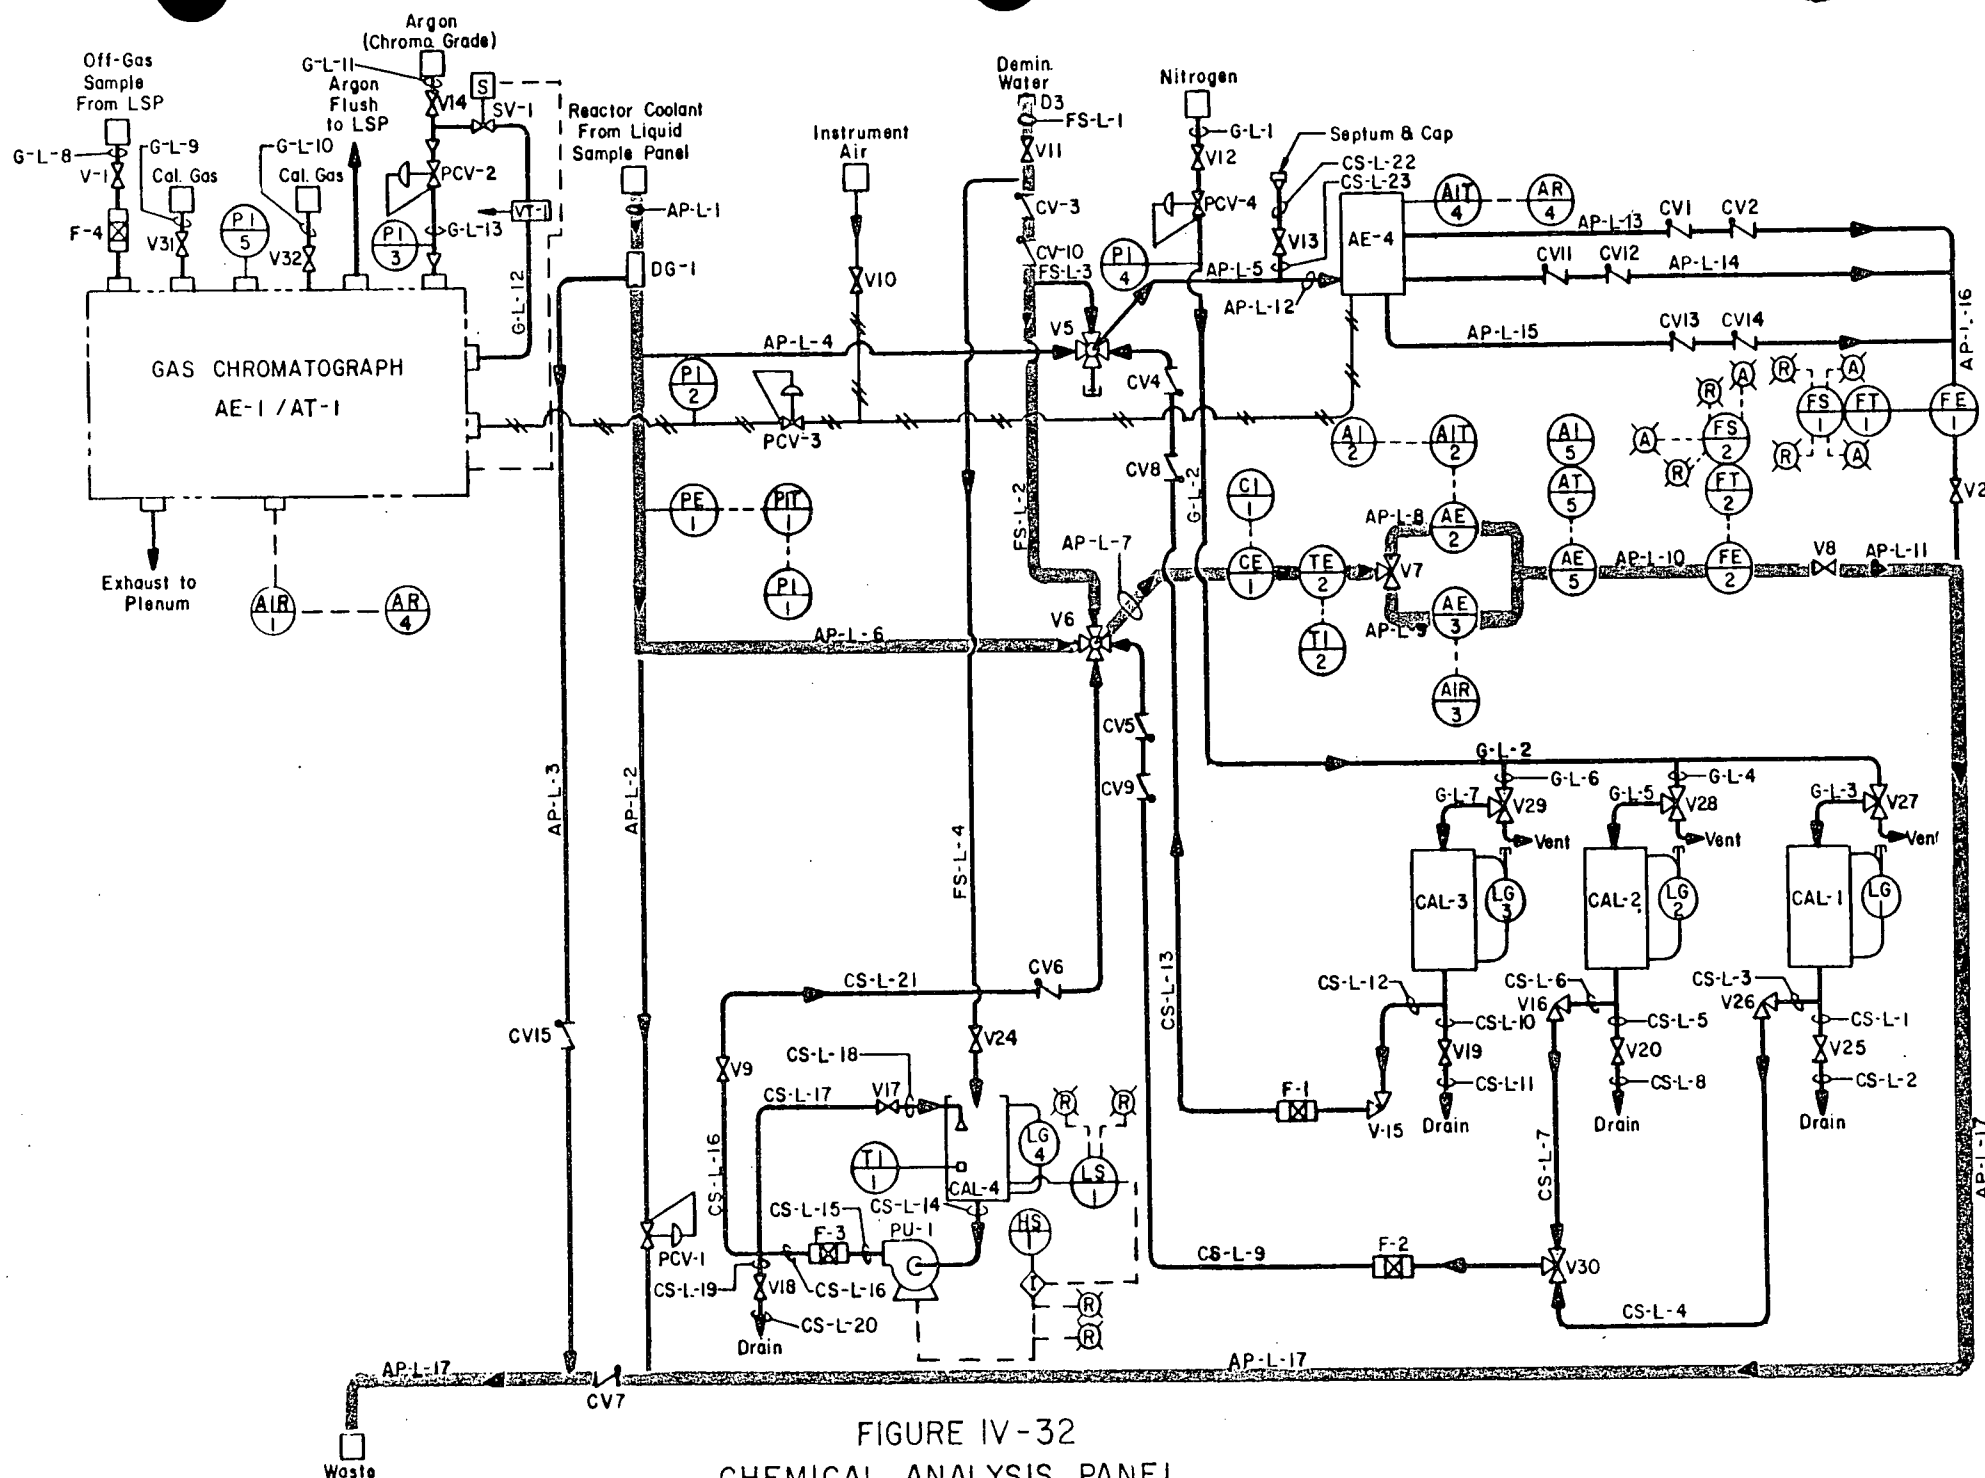 Argon
(Chroma. Grade)
Off-Gas
Sample
From LSP
G-L-11
Argon
Flush
to LSP
V14
S
SV-1
Reactor Coolant
From Liquid
Sample Panel
Instrument
Air
Demin.
Water
D3
FS-L-1
V11
Nitrogen
G-L-1
V12
Septum & Cap
CS-L-22
CS-L-23
G-L-8
V-1
G-L-9
Cal. Gas
G-L-10
Cal. Gas
PCV-2
F-4
V31
PI
5
V32
PI
3
G-L-13
VT-1
G-L-12
AP-L-1
DG-1
V10
CV-3
CV-10
FS-L-3
PCV-4
PI
4
V13
AP-L-5
AP-L-12
AE-4
AIT
4
AR
4
AP-L-13
CV1
CV2
CV11
CV12
AP-L-14
AP-L-15
CV13
CV14
AP-L-16
GAS CHROMATOGRAPH
AE-1 / AT-1
AP-L-4
V5
PI
2
PCV-3
CV4
CV8
G-L-2
AI
2
AIT
2
AI
5
AT
5
R
A
FS
2
A
R
FT
2
R
A
FS
1
FT
1
R
A
FE
1
V2
PE
1
PIT
1
PI
1
FS-L-2
AP-L-7
CI
1
CE
1
TE
2
TI
2
V7
AP-L-8
AE
2
AP-L-9
AE
3
AIR
3
AE
5
AP-L-10
FE
2
V8
AP-L-11
Exhaust to
Plenum
AIR
1
AR
4
AP-L-6
V6
CV5
CV9
AP-L-3
AP-L-2
FS-L-4
G-L-2
G-L-6
G-L-4
G-L-7
V29
G-L-5
V28
G-L-3
V27
Vent
Vent
Vent
CAL-3
LG
3
CAL-2
LG
2
CAL-1
LG
1
CS-L-13
CS-L-12
CS-L-6
V16
CS-L-3
V26
CS-L-10
V19
CS-L-11
CS-L-5
V20
CS-L-8
CS-L-1
V25
CS-L-2
Drain
Drain
Drain
F-1
V-15
CS-L-7
CS-L-21
CV6
CV15
V9
CS-L-18
V24
CS-L-17
V17
CS-L-16
TI
1
CAL-4
LG
4
R
R
LS
1
CS-L-14
CS-L-15
F-3
PU-1
C
HS
1
I
R
R
PCV-1
CS-L-19
V18
CS-L-16
CS-L-20
Drain
CS-L-9
F-2
V30
CS-L-4
AP-L-17
AP-L-17
AP-L-17
CV7
Waste
FIGURE IV-32
CHEMICAL ANALYSIS PANEL